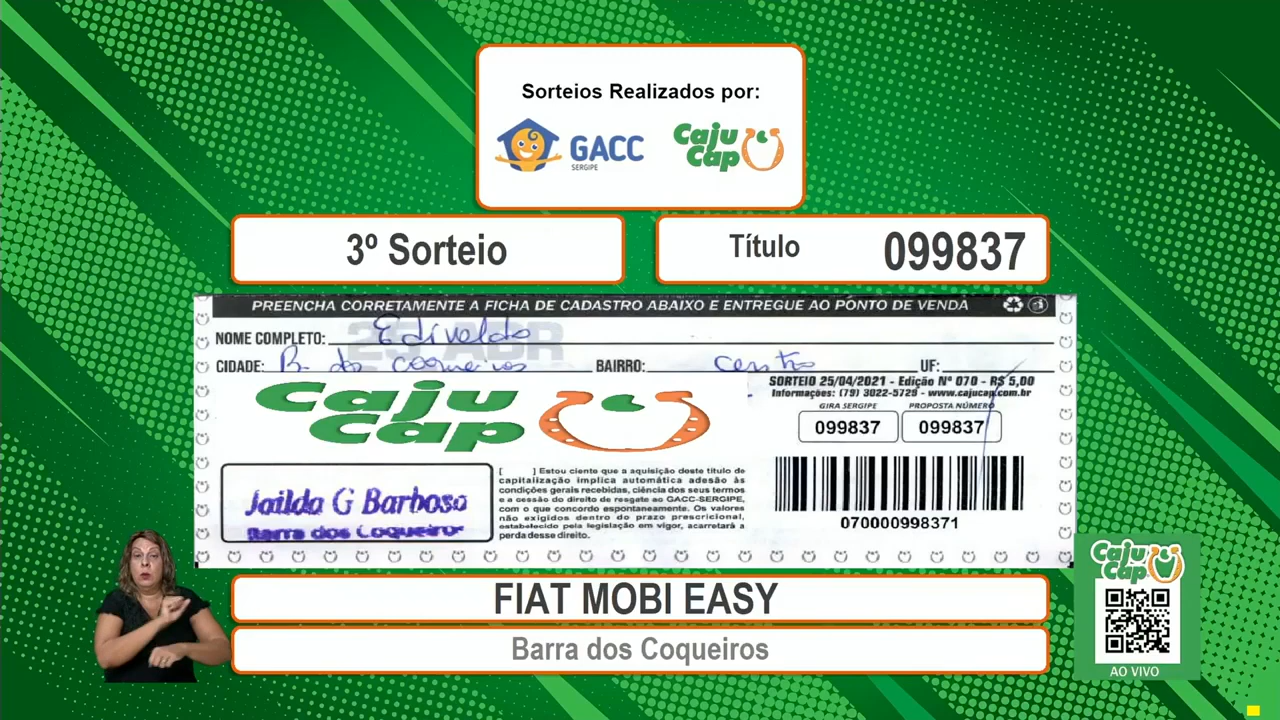 Sorteios Realizados por:
GACC
SERGIPE
Caju
Cap
3º Sorteio
Título 099837
PREENCHA CORRETAMENTE A FICHA DE CADASTRO ABAIXO E ENTREGUE AO PONTO DE VENDA
25 ABR
NOME COMPLETO: Edivaldo
CIDADE: B. dos coqueiros BAIRRO: centro UF:
SORTEIO 25/04/2021 - Edição Nº 070 - R$ 5,00
Informações: (79) 3022-5729 - www.cajucap.com.br
Caju
Cap
GIRA SERGIPE PROPOSTA NÚMERO
099837 099837
[ ] Estou ciente que a aquisição deste título de
capitalização implica automática adesão às
condições gerais recebidas, ciência dos seus termos
e a cessão do direito de resgate ao GACC-SERGIPE,
com o que concordo espontaneamente. Os valores
não exigidos dentro do prazo prescricional,
estabelecido pela legislação em vigor, acarretará a
perda desse direito.
Jailda G Barbosa
Barra dos Coqueiros
070000998371
FIAT MOBI EASY
Barra dos Coqueiros
Caju
Cap
AO VIVO